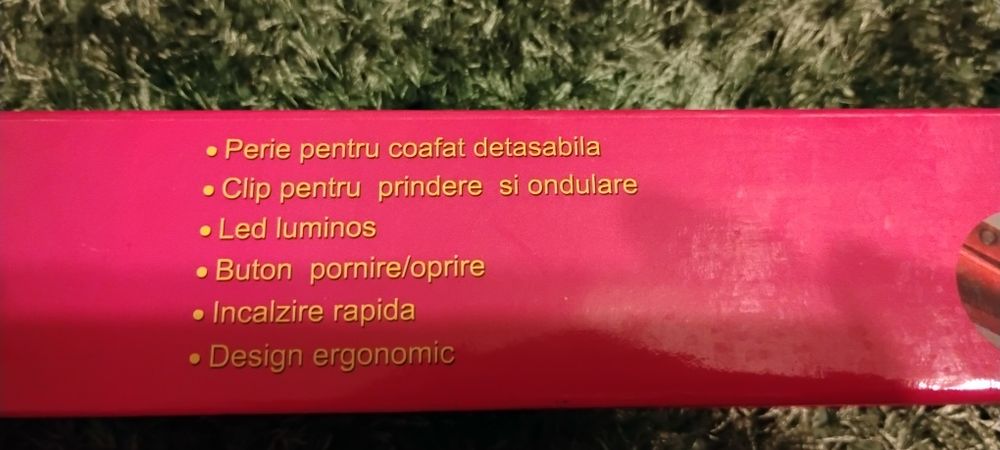 • Perie pentru coafat detasabila
• Clip pentru prindere si ondulare
• Led luminos
• Buton pornire/oprire
• Incalzire rapida
• Design ergonomic